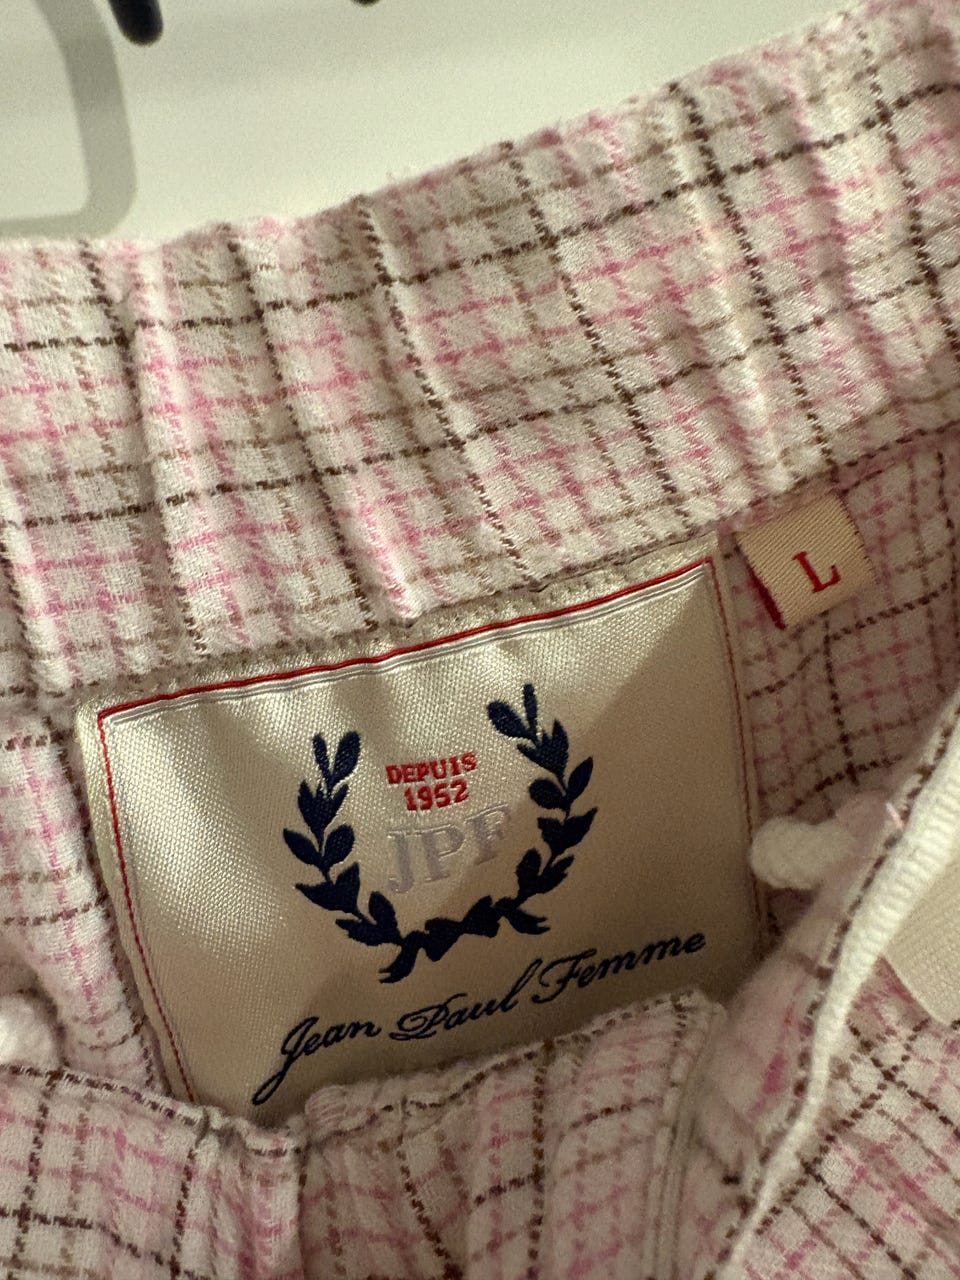 L
DEPUIS
1952
JPF
Jean Paul Femme